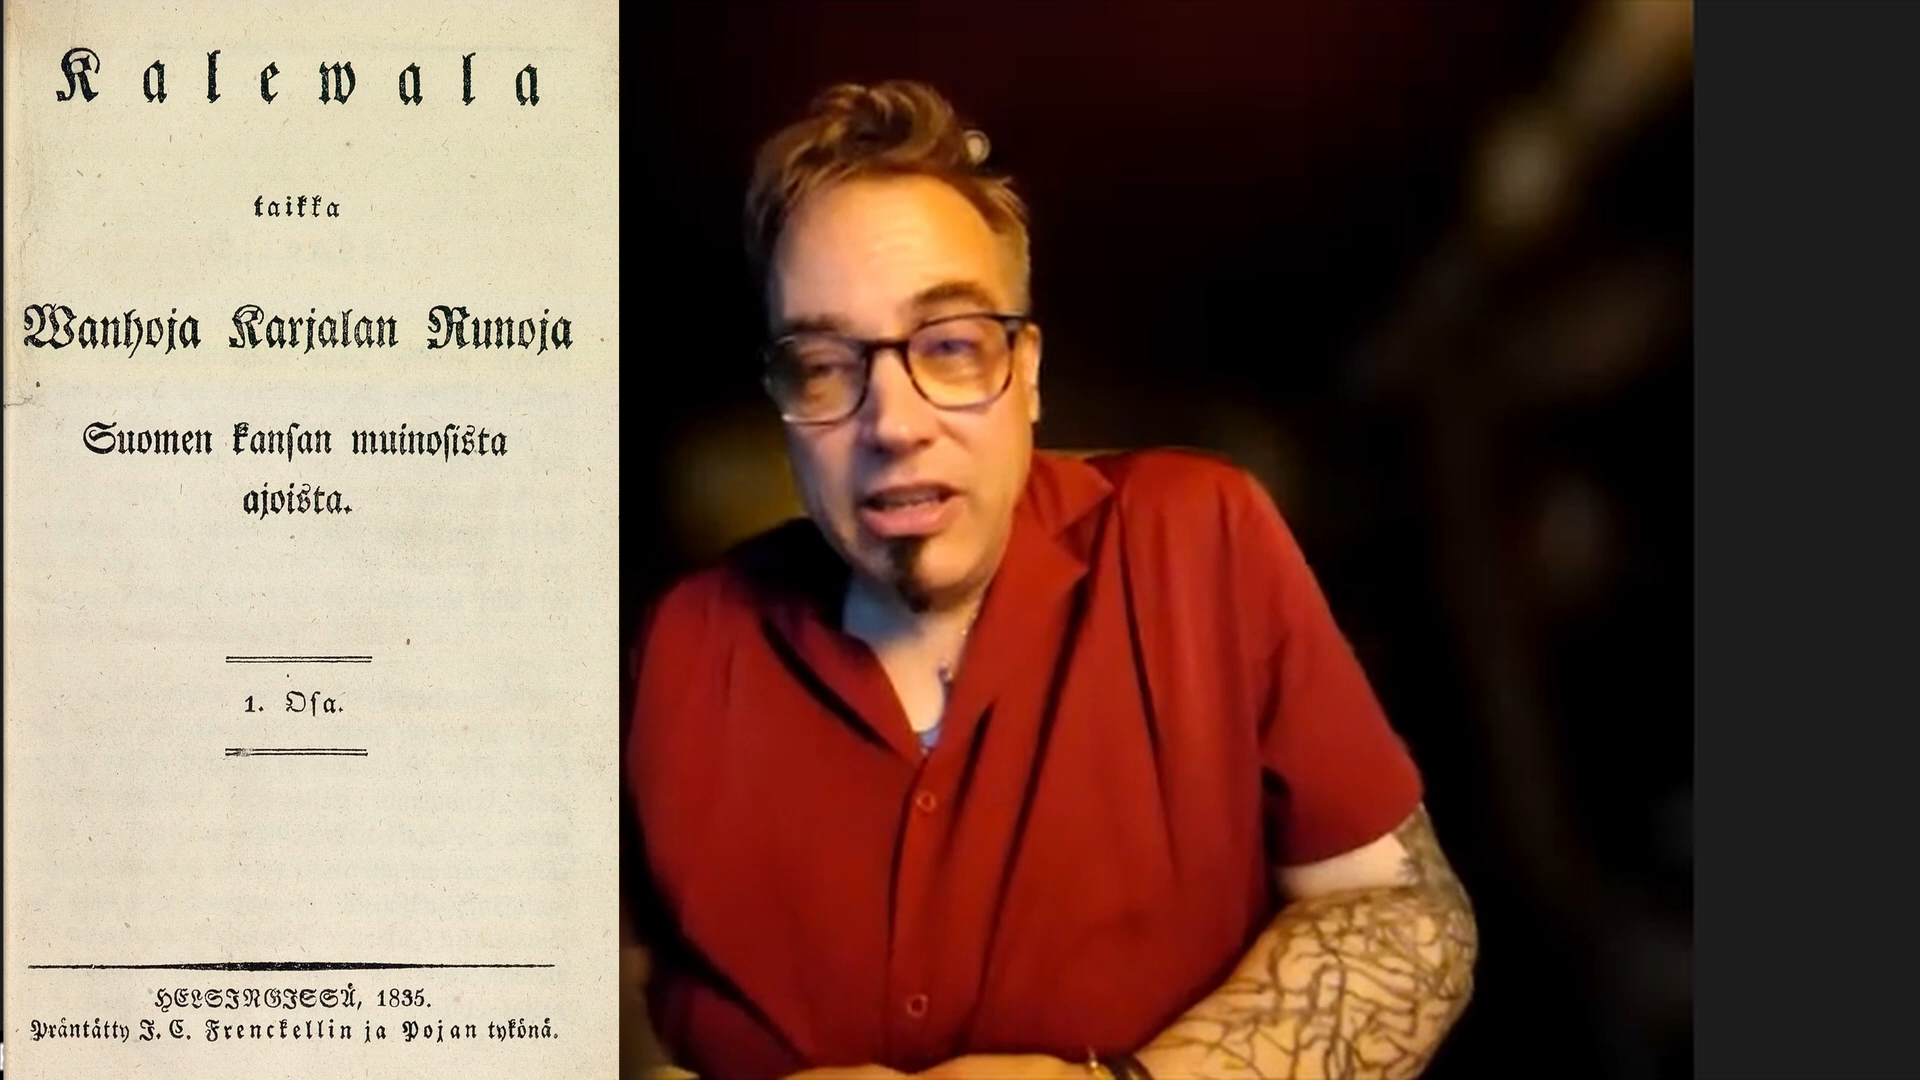 Kalewala
taikka
Wanhoja Karjalan Runoja
Suomen kansan muinosista
ajoista.
1. Osa.
HELSINGISSÄ, 1835.
Präntätty J. C. Frenckellin ja Pojan tykönä.